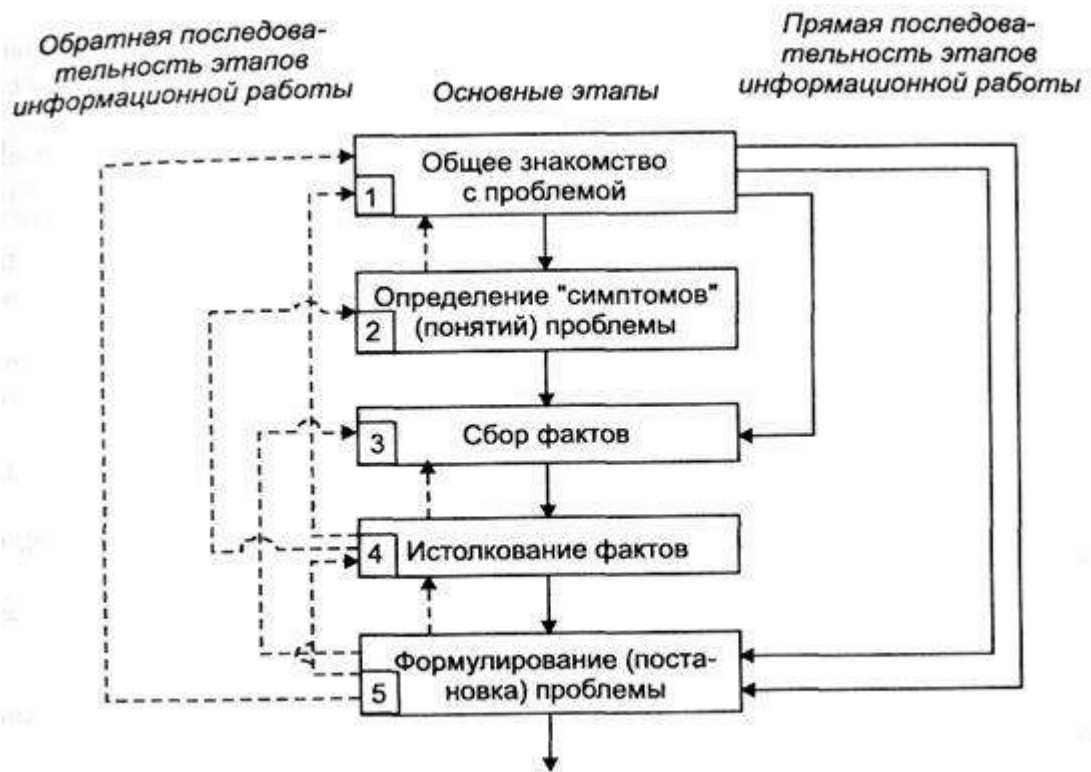 Обратная последова-
тельность этапов
информационной работы
Основные этапы
Прямая последова-
тельность этапов
информационной работы
Общее знакомство
с проблемой
1
Определение "симптомов"
(понятий) проблемы
2
Сбор фактов
3
Истолкование фактов
4
Формулирование (поста-
новка) проблемы
5